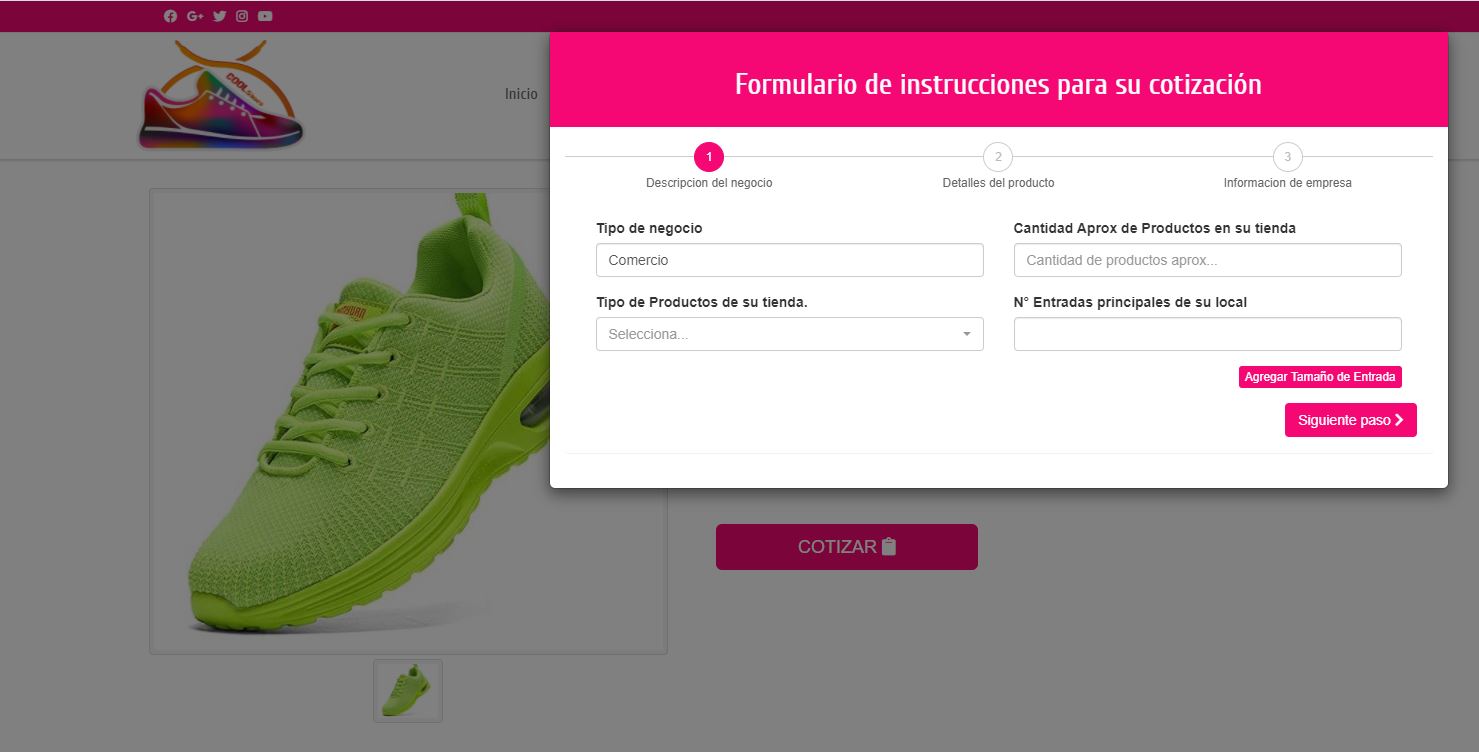 COOL Shoes
Inicio
Formulario de instrucciones para su cotización
1
2
3
Descripcion del negocio
Detalles del producto
Informacion de empresa
Tipo de negocio
Cantidad Aprox de Productos en su tienda
Comercio
Cantidad de productos aprox...
Tipo de Productos de su tienda.
N° Entradas principales de su local
Selecciona...
Agregar Tamaño de Entrada
Siguiente paso
COTIZAR